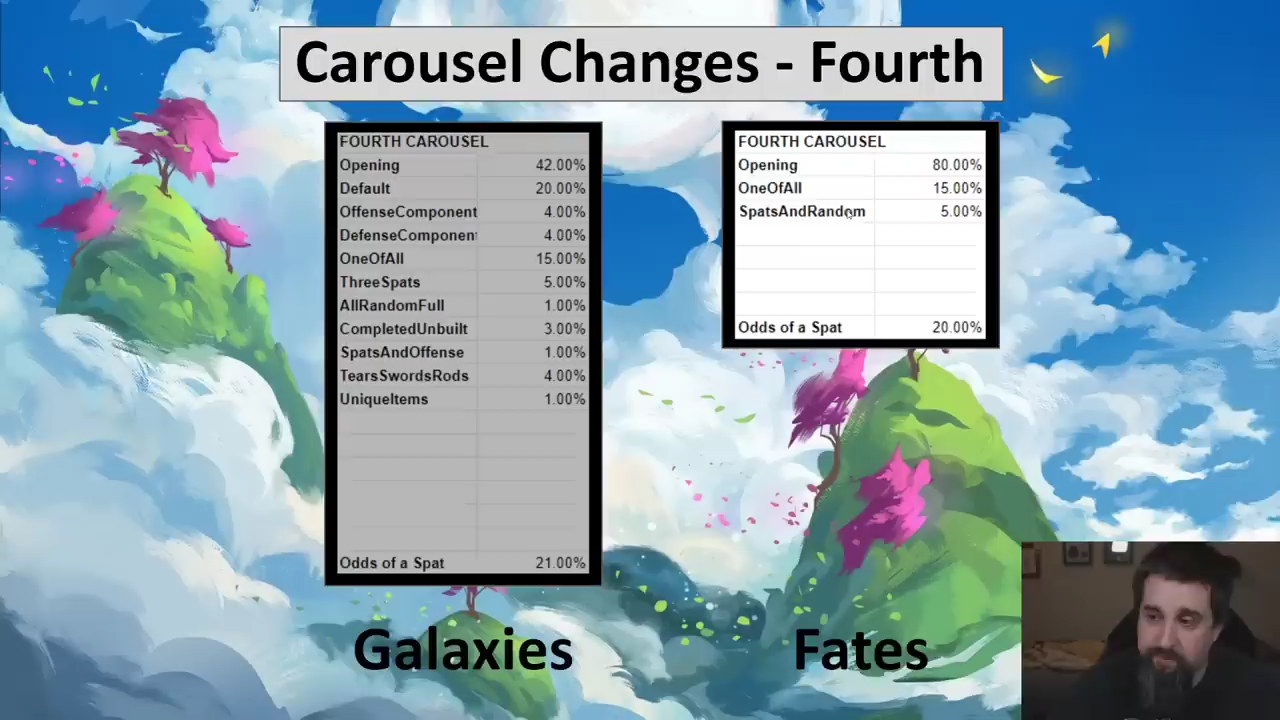 Carousel Changes - Fourth
FOURTH CAROUSEL
Opening 42.00%
Default 20.00%
OffenseComponent 4.00%
DefenseComponent 4.00%
OneOfAll 15.00%
ThreeSpats 5.00%
AllRandomFull 1.00%
CompletedUnbuilt 3.00%
SpatsAndOffense 1.00%
TearsSwordsRods 4.00%
UniqueItems 1.00%
Odds of a Spat 21.00%
Galaxies
FOURTH CAROUSEL
Opening 80.00%
OneOfAll 15.00%
SpatsAndRandom 5.00%
Odds of a Spat 20.00%
Fates